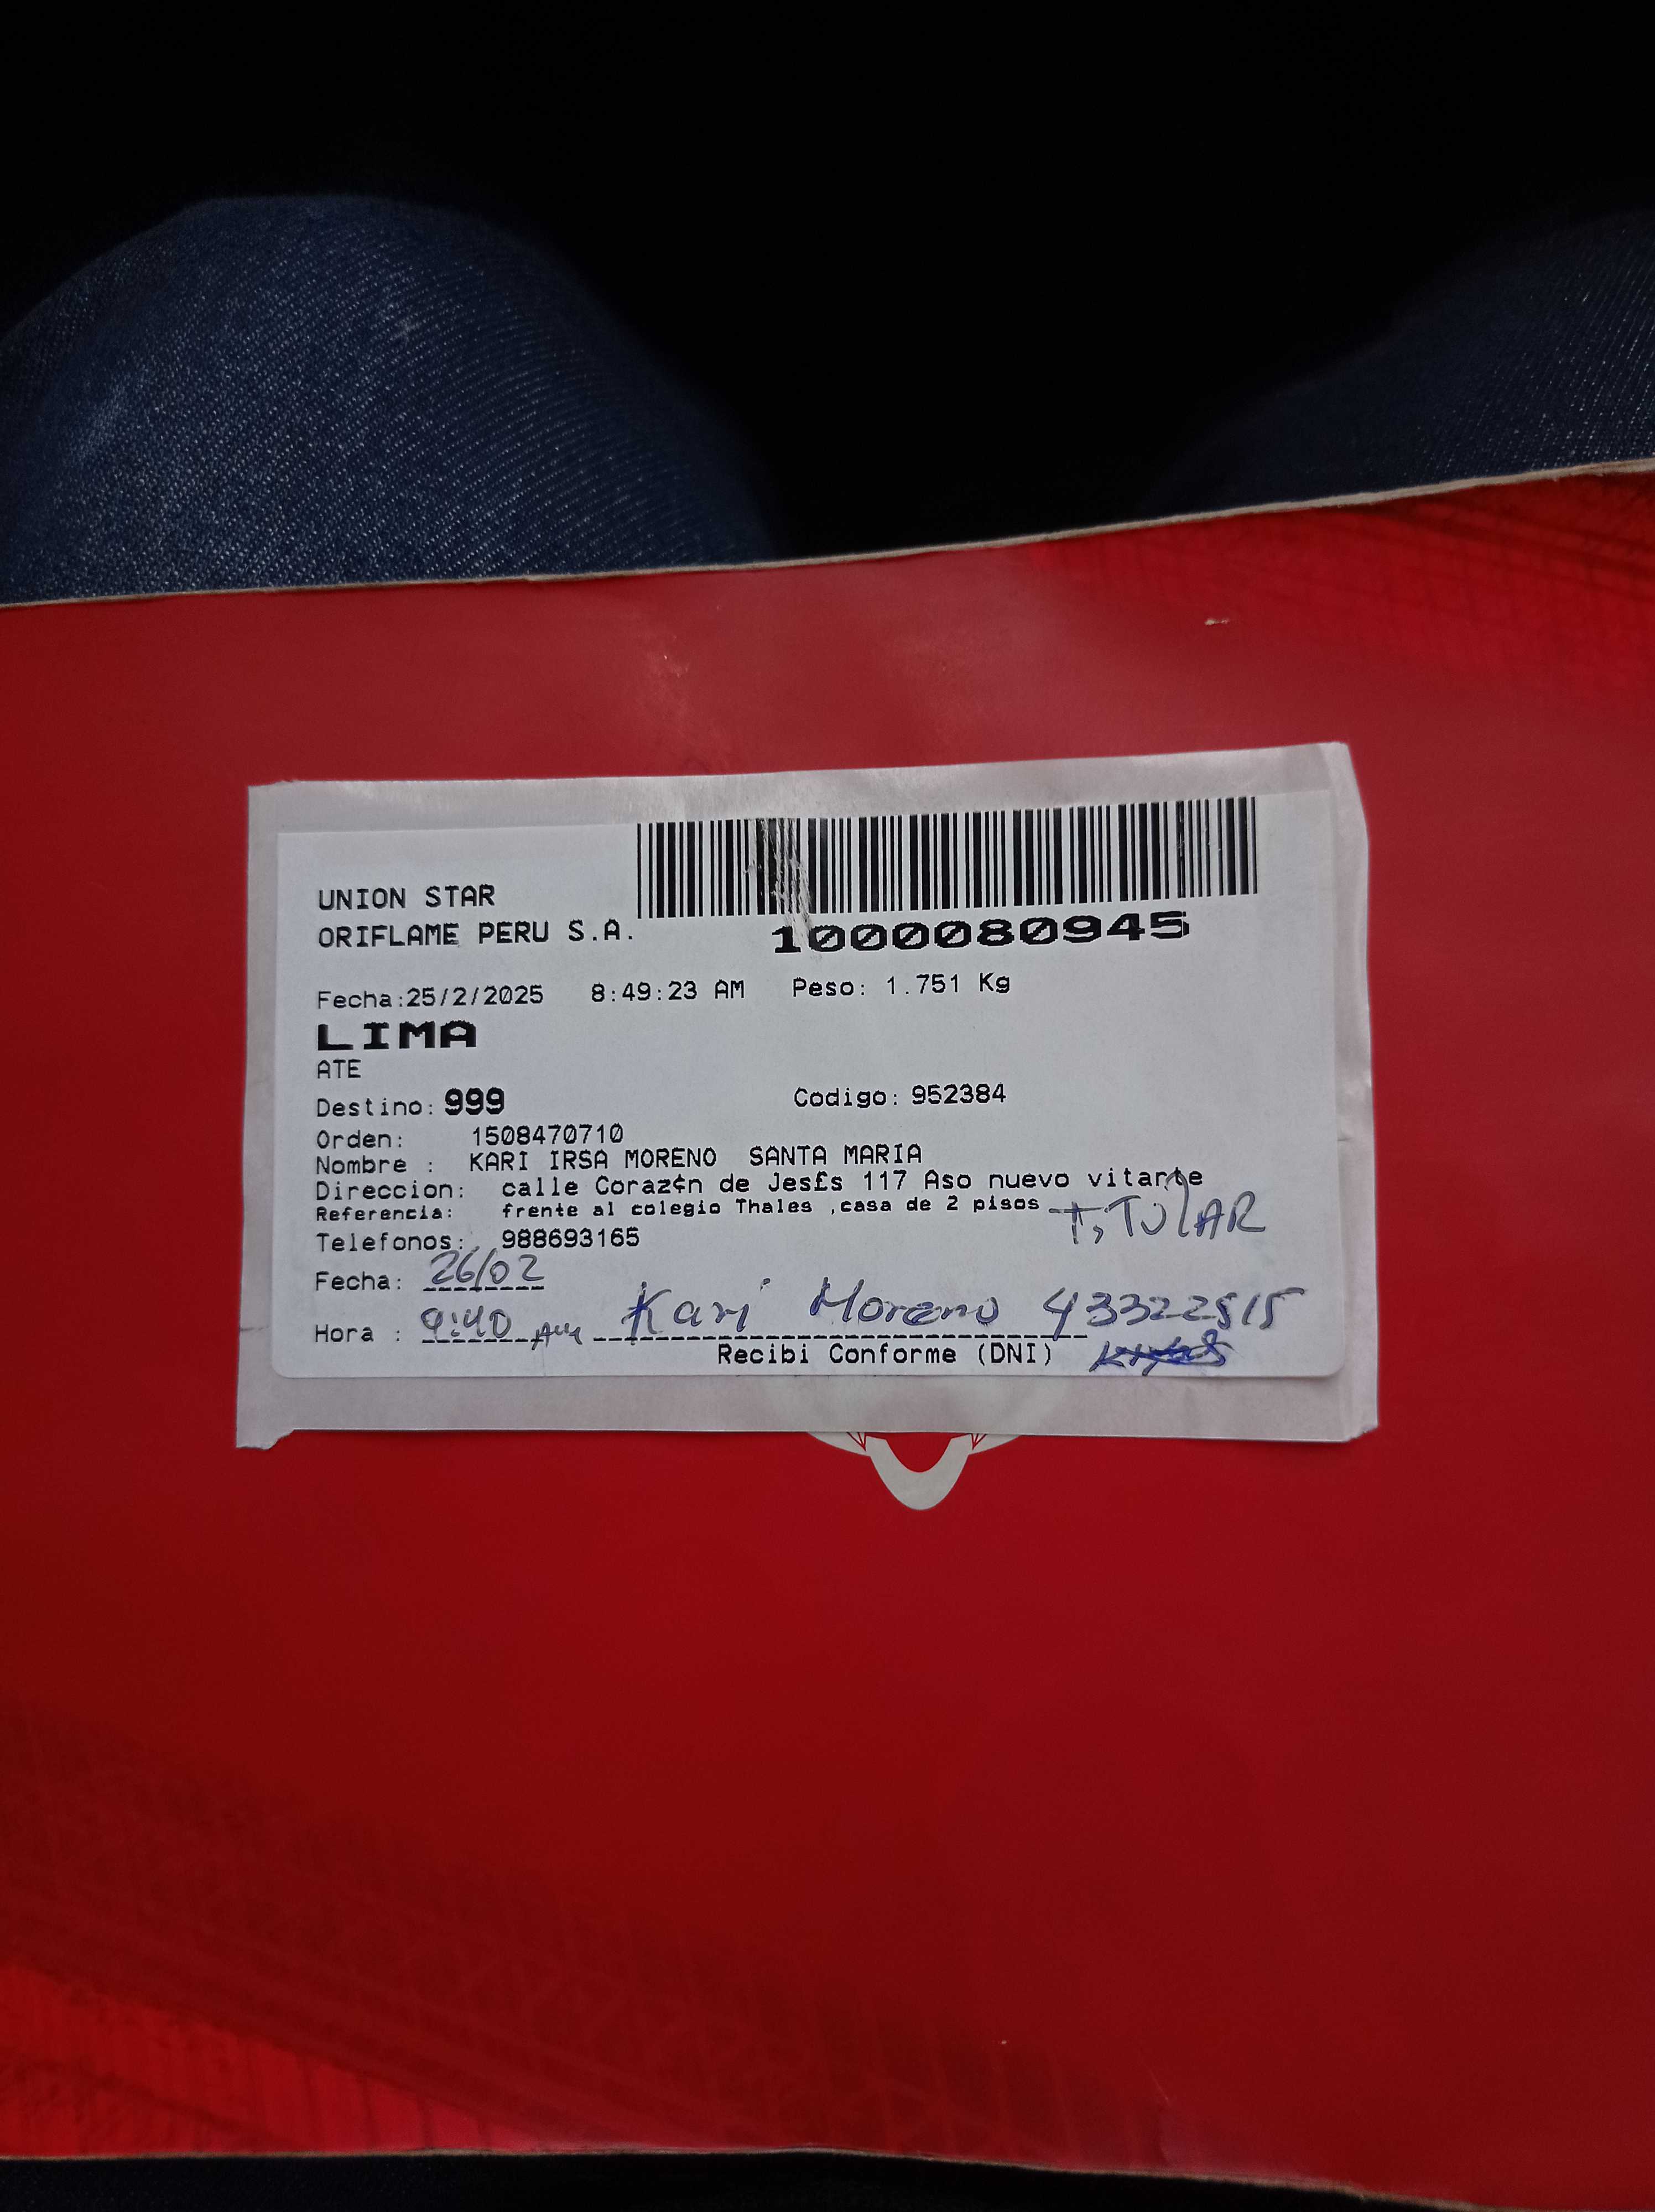 UNION STAR
ORIFLAME PERU S.A.
1000080945
Fecha:25/2/2025 8:49:23 AM Peso: 1.751 Kg
LIMA
ATE
Destino: 999 Codigo: 952384
Orden: 1508470710
Nombre : KARI IRSA MORENO SANTA MARIA
Direccion: calle Coraz¢n de Jes£s 117 Aso nuevo vitarte
Referencia: frente al colegio Thales ,casa de 2 pisos
TiTULAR
Telefonos: 988693165
Fecha: 26/02
Hora : 9:40 AM Kari Moreno
Recibi Conforme (DNI)